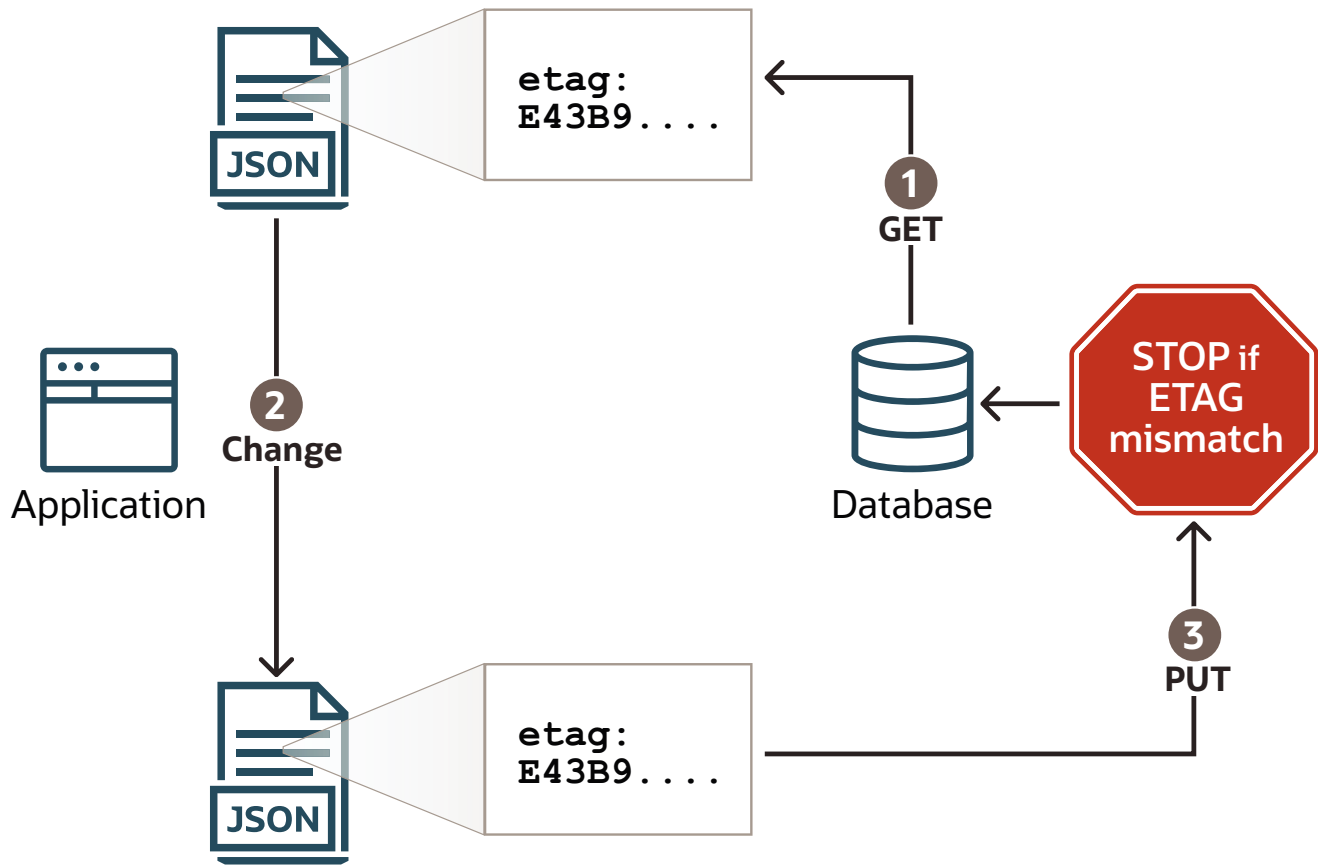 etag:
E43B9....
JSON
1
GET
STOP if
ETAG
mismatch
2
Change
Application
Database
3
PUT
etag:
E43B9....
JSON